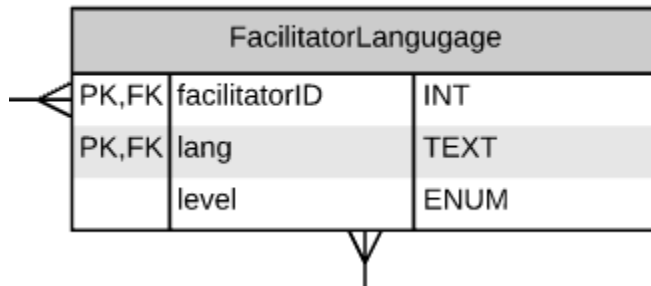 FacilitatorLangugage
PK,FK facilitatorID INT
PK,FK lang TEXT
level ENUM